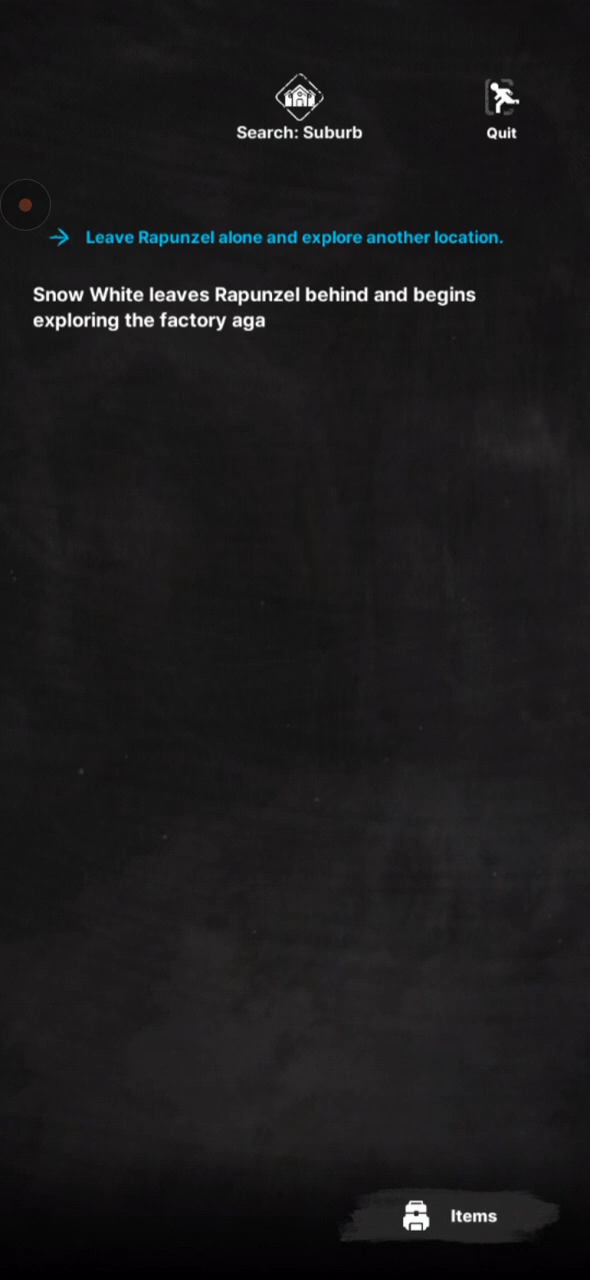 Search: Suburb
Quit
Leave Rapunzel alone and explore another location.
Snow White leaves Rapunzel behind and begins
exploring the factory aga
Items